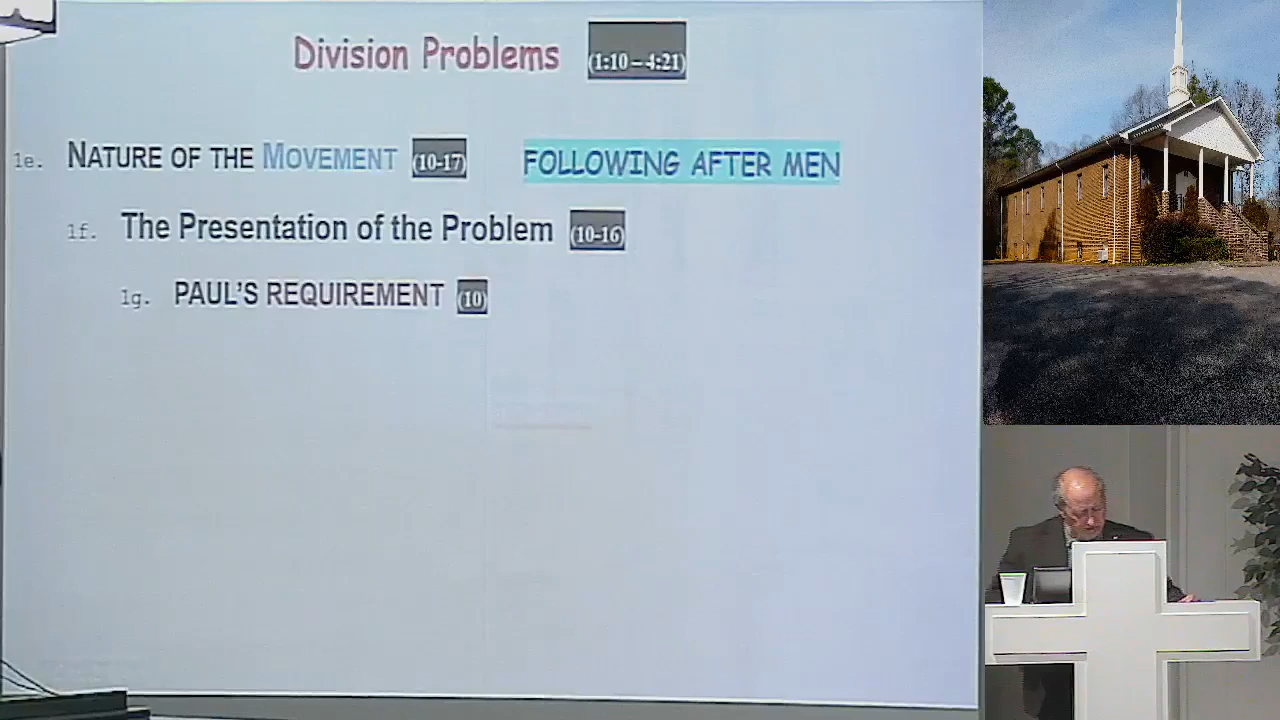 Division Problems (1:10 – 4:21)
1e. NATURE OF THE MOVEMENT (10-17) FOLLOWING AFTER MEN
1f. The Presentation of the Problem (10-16)
1g. PAUL'S REQUIREMENT (10)